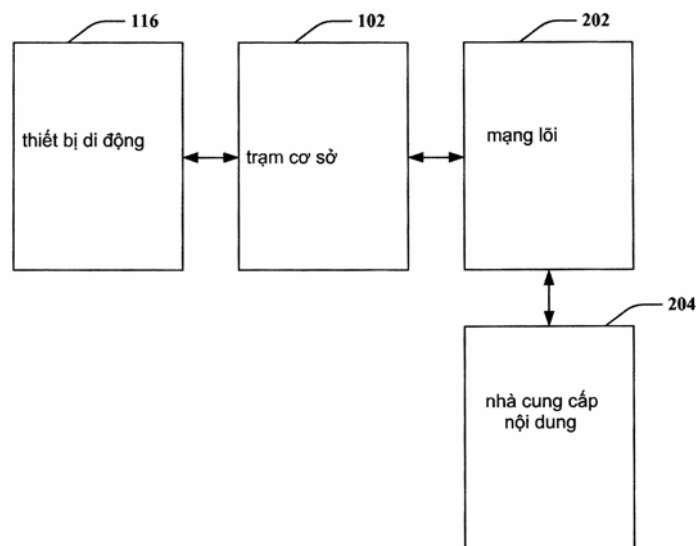 116
102
202
thiết bị di động
trạm cơ sở
mạng lõi
204
nhà cung cấp
nội dung